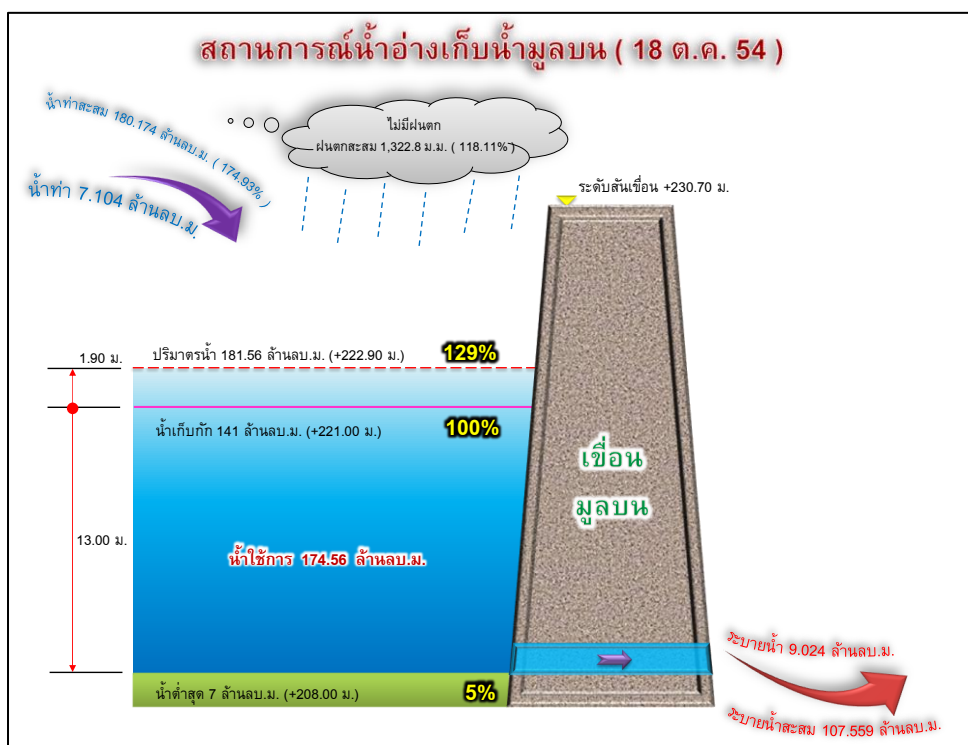 สถานการณ์น้ำอ่างเก็บน้ำมูลบน ( 18 ต.ค. 54 )
น้ำท่าสะสม 180.174 ล้านลบ.ม. ( 174.93% )
น้ำท่า 7.104 ล้านลบ.ม.
ไม่มีฝนตก
ฝนตกสะสม 1,322.8 ม.ม. ( 118.11% )
ระดับสันเขื่อน +230.70 ม.
1.90 ม.
ปริมาตรน้ำ 181.56 ล้านลบ.ม. (+222.90 ม.)
129%
น้ำเก็บกัก 141 ล้านลบ.ม. (+221.00 ม.)
100%
เขื่อน
มูลบน
13.00 ม.
น้ำใช้การ 174.56 ล้านลบ.ม.
น้ำต่ำสุด 7 ล้านลบ.ม. (+208.00 ม.)
5%
ระบายน้ำ 9.024 ล้านลบ.ม.
ระบายน้ำสะสม 107.559 ล้านลบ.ม.